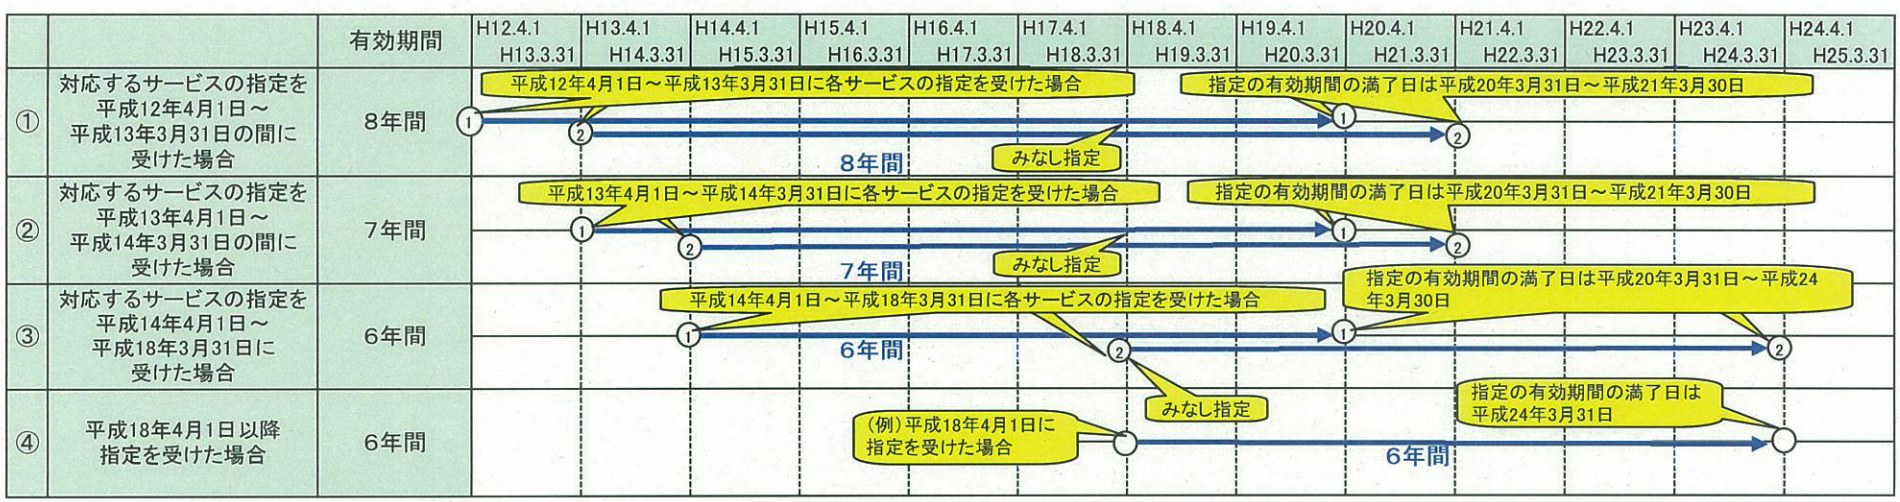 有効期間
H12.4.1 H13.4.1 H14.4.1 H15.4.1 H16.4.1 H17.4.1 H18.4.1 H19.4.1 H20.4.1 H21.4.1 H22.4.1 H23.4.1 H24.4.1
H13.3.31 H14.3.31 H15.3.31 H16.3.31 H17.3.31 H18.3.31 H19.3.31 H20.3.31 H21.3.31 H22.3.31 H23.3.31 H24.3.31 H25.3.31
①
対応するサービスの指定を
平成12年4月1日～
平成13年3月31日の間に
受けた場合
8年間
平成12年4月1日～平成13年3月31日に各サービスの指定を受けた場合
指定の有効期間の満了日は平成20年3月31日～平成21年3月30日
1
1
2
2
8年間
みなし指定
②
対応するサービスの指定を
平成13年4月1日～
平成14年3月31日の間に
受けた場合
7年間
平成13年4月1日～平成14年3月31日に各サービスの指定を受けた場合
指定の有効期間の満了日は平成20年3月31日～平成21年3月30日
1
1
2
2
7年間
みなし指定
③
対応するサービスの指定を
平成14年4月1日～
平成18年3月31日に
受けた場合
6年間
平成14年4月1日～平成18年3月31日に各サービスの指定を受けた場合
指定の有効期間の満了日は平成20年3月31日～平成24
年3月30日
1
1
2
2
6年間
みなし指定
④
平成18年4月1日以降
指定を受けた場合
6年間
(例)平成18年4月1日に
指定を受けた場合
指定の有効期間の満了日は
平成24年3月31日
6年間